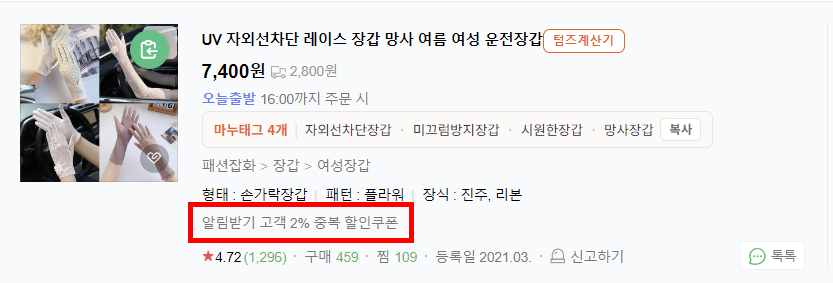 UV 자외선차단 레이스 장갑 망사 여름 여성 운전장갑 텀즈계산기
7,400원 2,800원
오늘출발 16:00까지 주문 시
마누태그 4개 자외선차단장갑 · 미끄럼방지장갑 · 시원한장갑 · 망사장갑 복사
패션잡화 > 장갑 > 여성장갑
형태 : 손가락장갑 | 패턴 : 플라워 | 장식 : 진주, 리본
알림받기 고객 2% 중복 할인쿠폰
★4.72 (1,296) · 구매 459 · 찜 109 · 등록일 2021.03. · 신고하기
톡톡